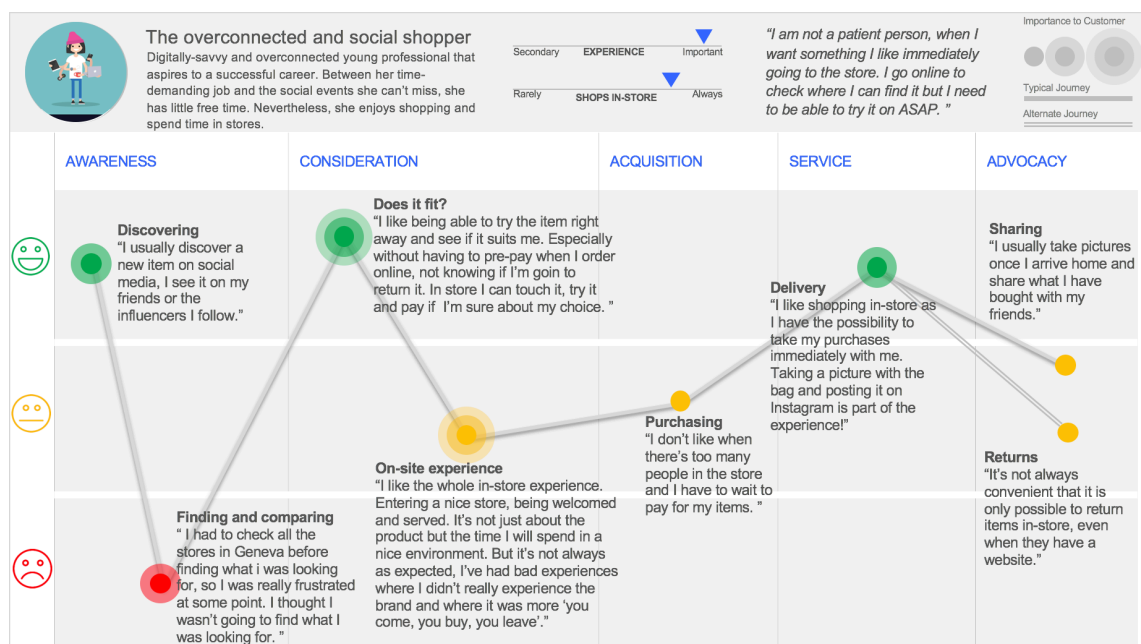 The overconnected and social shopper
Digitally-savvy and overconnected young professional that
aspires to a successful career. Between her time-
demanding job and the social events she can't miss, she
has little free time. Nevertheless, she enjoys shopping and
spend time in stores.
Secondary EXPERIENCE Important
Rarely SHOPS IN-STORE Always
"I am not a patient person, when I
want something I like immediately
going to the store. I go online to
check where I can find it but I need
to be able to try it on ASAP. "
Importance to Customer
Typical Journey
Alternate Journey
AWARENESS CONSIDERATION ACQUISITION SERVICE ADVOCACY
Discovering
“I usually discover a
new item on social
media, I see it on my
friends or the
influencers I follow.”
Finding and comparing
“ I had to check all the
stores in Geneva before
finding what i was looking
for, so I was really frustrated
at some point. I thought I
wasn't going to find what I
was looking for. ”
Does it fit?
“I like being able to try the item right
away and see if it suits me. Especially
without having to pre-pay when I order
online, not knowing if I'm goin to
return it. In store I can touch it, try it
and pay if I'm sure about my choice. ”
On-site experience
“I like the whole in-store experience.
Entering a nice store, being welcomed
and served. It's not just about the
product but the time I will spend in a
nice environment. But it's not always
as expected, I've had bad experiences
where I didn't really experience the
brand and where it was more 'you
come, you buy, you leave'.”
Purchasing
“I don't like when
there's too many
people in the store
and I have to wait to
pay for my items. ”
Delivery
“I like shopping in-store as
I have the possibility to
take my purchases
immediately with me.
Taking a picture with the
bag and posting it on
Instagram is part of the
experience!”
Sharing
“I usually take pictures
once I arrive home and
share what I have
bought with my
friends.”
Returns
“It's not always
convenient that it is
only possible to return
items in-store, even
when they have a
website.”